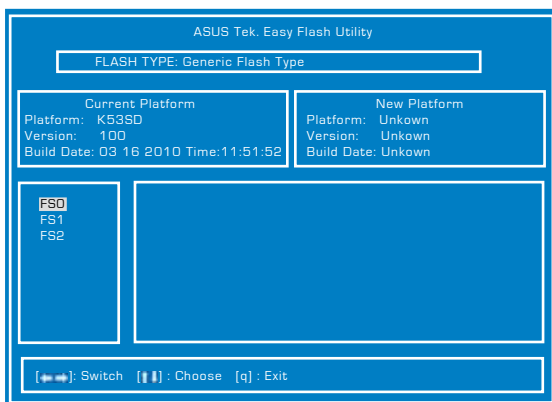 ASUS Tek. Easy Flash Utility
FLASH TYPE: Generic Flash Type
Current Platform
Platform: K53SD
Version: 100
Build Date: 03 16 2010 Time:11:51:52
New Platform
Platform: Unkown
Version: Unkown
Build Date: Unkown
FS0
FS1
FS2
[←→]: Switch [↑↓] : Choose [q] : Exit